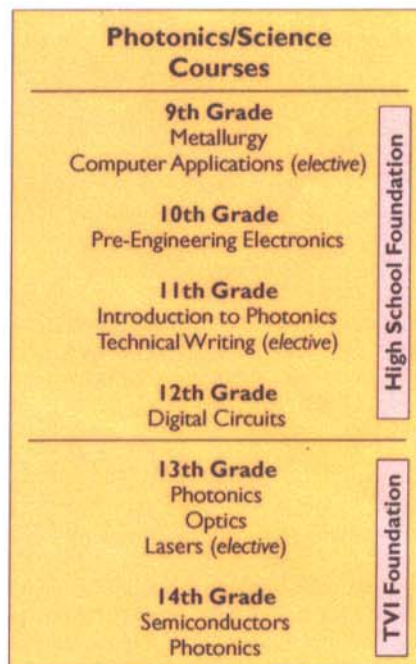 Photonics/Science
Courses
9th Grade
Metallurgy
Computer Applications (elective)
10th Grade
Pre-Engineering Electronics
11th Grade
Introduction to Photonics
Technical Writing (elective)
12th Grade
Digital Circuits
High School Foundation
13th Grade
Photonics
Optics
Lasers (elective)
14th Grade
Semiconductors
Photonics
TVI Foundation